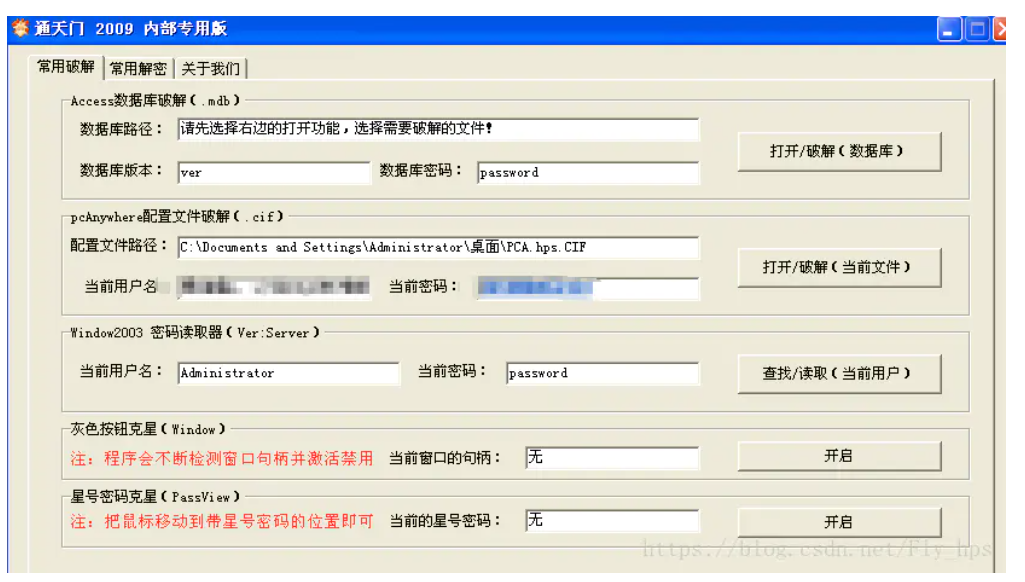 通天门 2009 内部专用版
常用破解 常用解密 关于我们
Access数据库破解(.mdb)
数据库路径: 请先选择右边的打开功能,选择需要破解的文件!
打开/破解(数据库)
数据库版本: ver 数据库密码: password
pcAnywhere配置文件破解(.cif)
配置文件路径: C:\Documents and Settings\Administrator\桌面\PCA.hps.CIF
打开/破解(当前文件)
当前用户名 当前密码:
Window2003 密码读取器(Ver:Server)
当前用户名: Administrator 当前密码: password 查找/读取(当前用户)
灰色按钮克星(Window)
注: 程序会不断检测窗口句柄并激活禁用 当前窗口的句柄: 无 开启
星号密码克星(PassView)
注: 把鼠标移动到带星号密码的位置即可 当前的星号密码: 无 开启
https://blog.csdn.net/Fly_hps